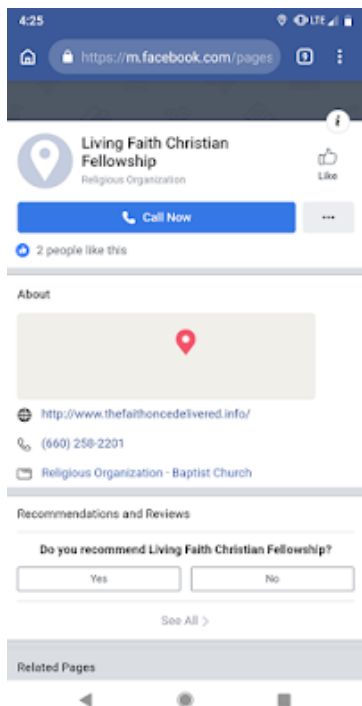 4:25
LTE
https://m.facebook.com/pages
9
Living Faith Christian
Fellowship
Religious Organization
Like
Call Now
2 people like this
About
http://www.thefaithoncedelivered.info/
(660) 258-2201
Religious Organization · Baptist Church
Recommendations and Reviews
Do you recommend Living Faith Christian Fellowship?
Yes
No
See All
Related Pages